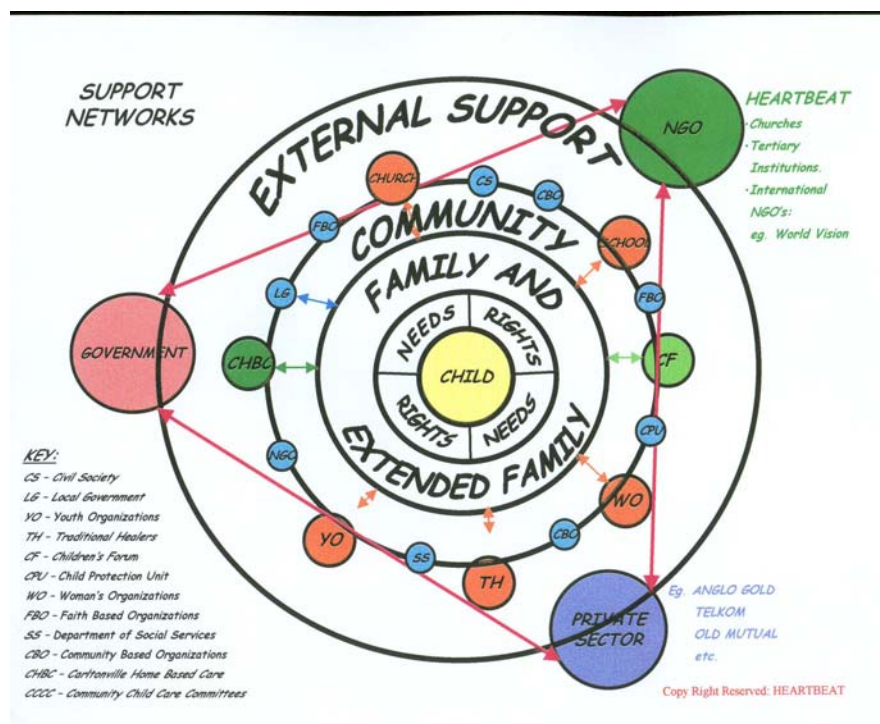 SUPPORT
NETWORKS
EXTERNAL SUPPORT
NGO
HEARTBEAT
·Churches
·Tertiary
Institutions.
·International
NGO's:
eg. World Vision
CHURCH
CS
CBO
FBO
COMMUNITY
SCHOOL
LG
FAMILY AND
FBO
GOVERNMENT
CHBC
NEEDS
RIGHTS
CHILD
CF
RIGHTS
NEEDS
CPU
EXTENDED FAMILY
NGO
WO
YO
SS
TH
CBO
PRIVATE
SECTOR
Eg. ANGLO GOLD
TELKOM
OLD MUTUAL
etc.
KEY:
CS - Civil Society
LG - Local Government
YO - Youth Organizations
TH - Traditional Healers
CF - Children's Forum
CPU - Child Protection Unit
WO - Woman's Organizations
FBO - Faith Based Organizations
SS - Department of Social Services
CBO - Community Based Organizations
CHBC - Carltonville Home Based Care
CCCC - Community Child Care Committees
Copy Right Reserved: HEARTBEAT